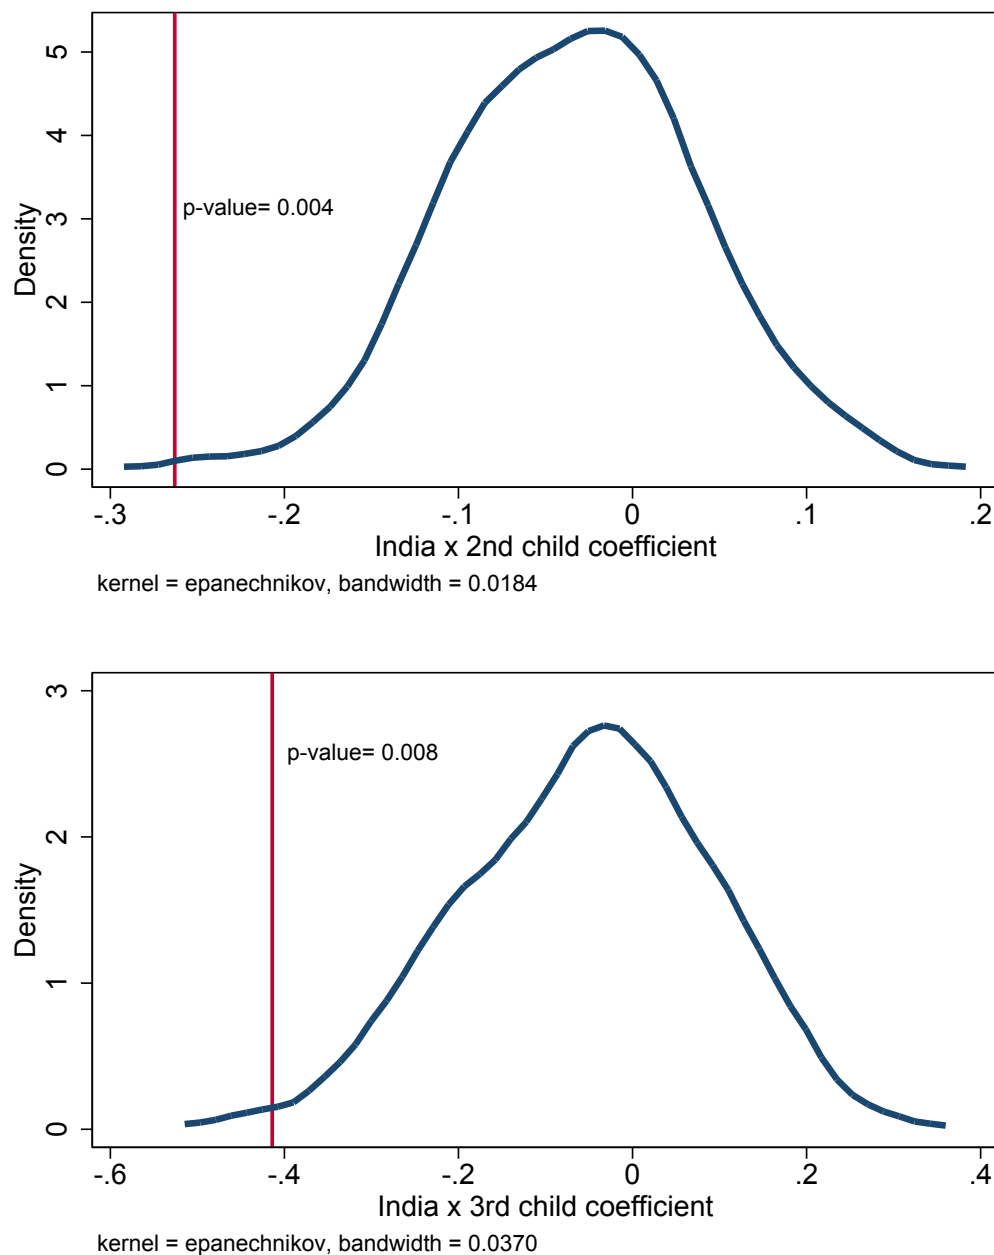 5
4
p-value= 0.004
3
Density
2
1
0
-.3 -.2 -.1 0 .1 .2
India x 2nd child coefficient
kernel = epanechnikov, bandwidth = 0.0184
3
p-value= 0.008
2
Density
1
0
-.6 -.4 -.2 0 .2 .4
India x 3rd child coefficient
kernel = epanechnikov, bandwidth = 0.0370